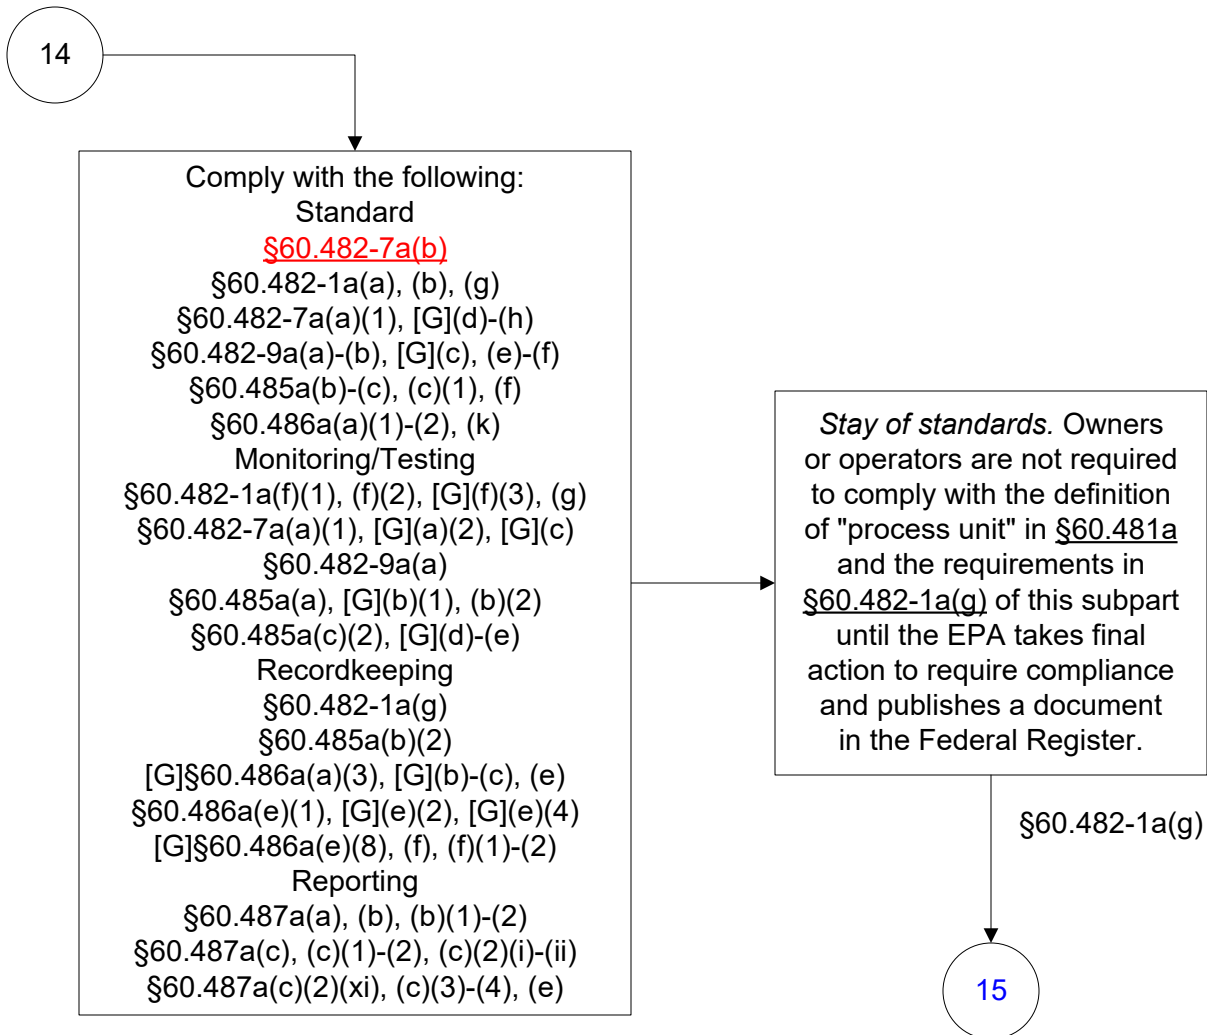 14
Comply with the following:
Standard
§60.482-7a(b)
§60.482-1a(a), (b), (g)
§60.482-7a(a)(1), [G](d)-(h)
§60.482-9a(a)-(b), [G](c), (e)-(f)
§60.485a(b)-(c), (c)(1), (f)
§60.486a(a)(1)-(2), (k)
Monitoring/Testing
§60.482-1a(f)(1), (f)(2), [G](f)(3), (g)
§60.482-7a(a)(1), [G](a)(2), [G](c)
§60.482-9a(a)
§60.485a(a), [G](b)(1), (b)(2)
§60.485a(c)(2), [G](d)-(e)
Recordkeeping
§60.482-1a(g)
§60.485a(b)(2)
[G]§60.486a(a)(3), [G](b)-(c), (e)
§60.486a(e)(1), [G](e)(2), [G](e)(4)
[G]§60.486a(e)(8), (f), (f)(1)-(2)
Reporting
§60.487a(a), (b), (b)(1)-(2)
§60.487a(c), (c)(1)-(2), (c)(2)(i)-(ii)
§60.487a(c)(2)(xi), (c)(3)-(4), (e)
Stay of standards. Owners
or operators are not required
to comply with the definition
of "process unit" in §60.481a
and the requirements in
§60.482-1a(g) of this subpart
until the EPA takes final
action to require compliance
and publishes a document
in the Federal Register.
§60.482-1a(g)
15